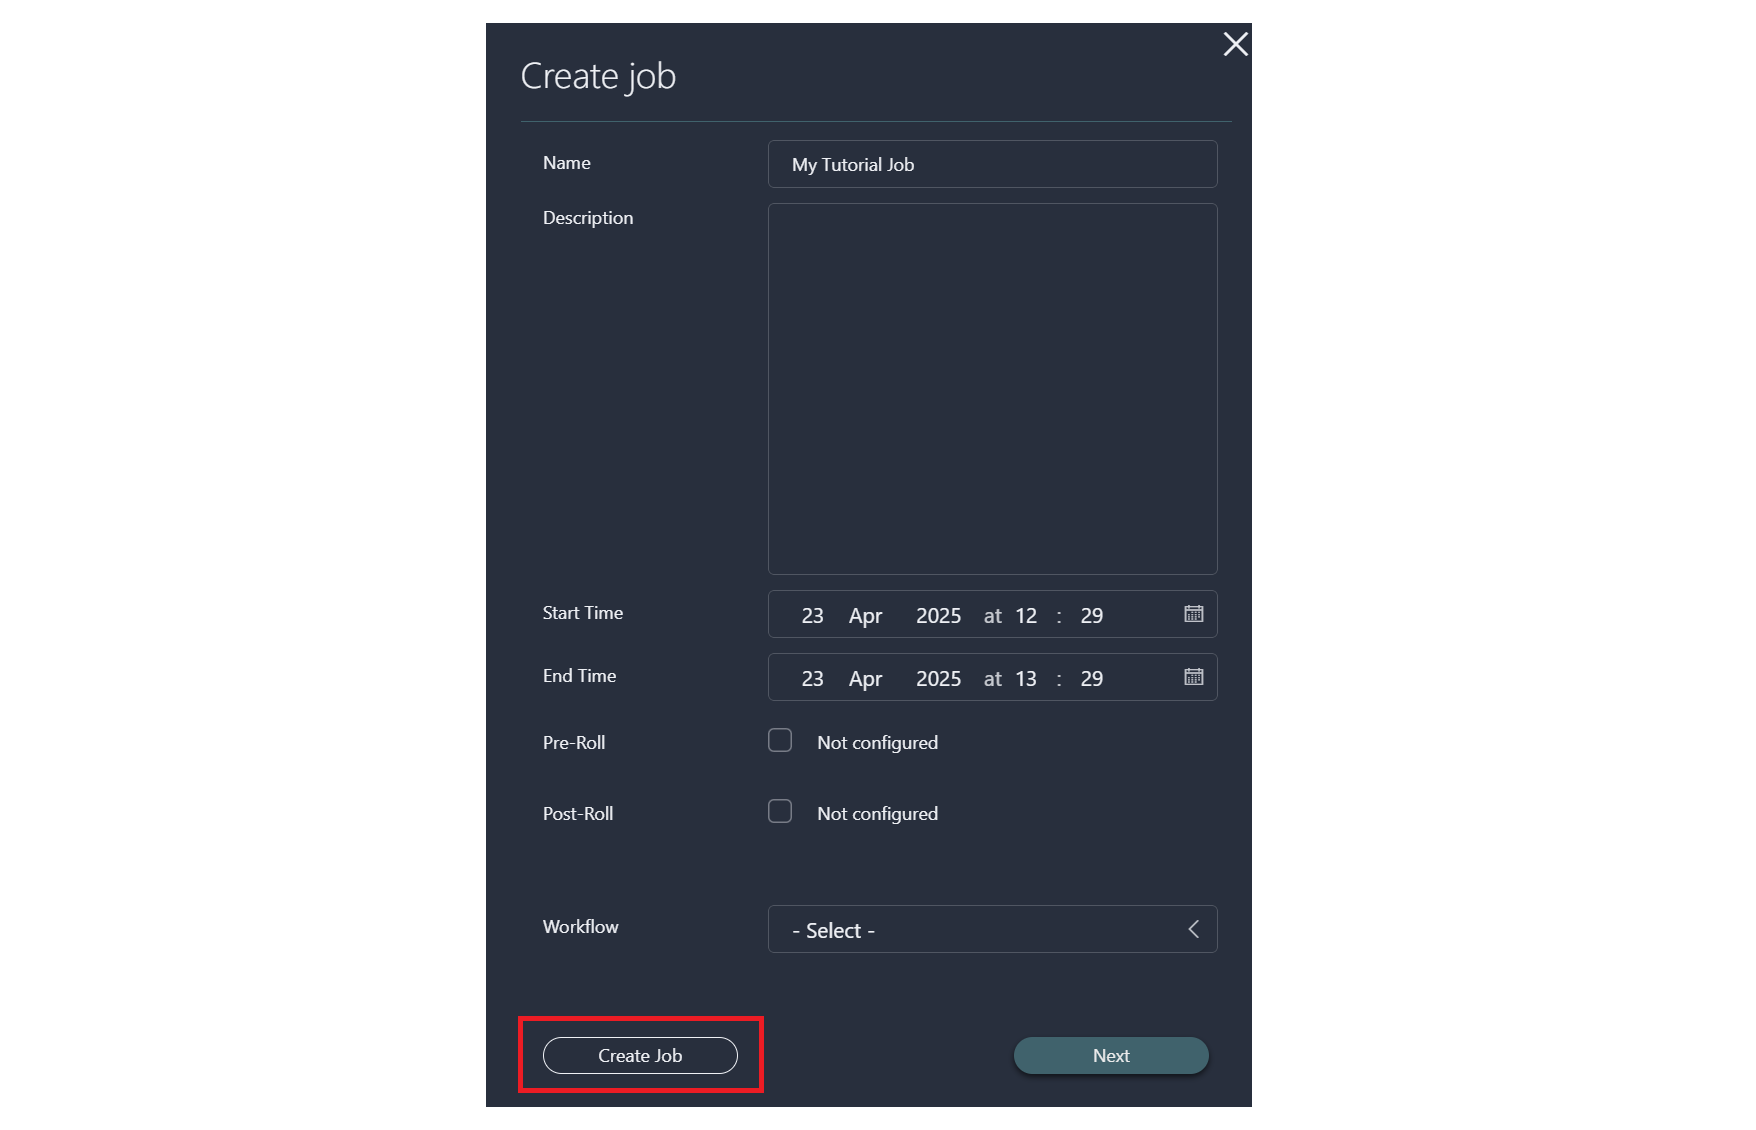 Create job
Name
My Tutorial Job
Description
Start Time
23 Apr 2025 at 12 : 29
End Time
23 Apr 2025 at 13 : 29
Pre-Roll
Not configured
Post-Roll
Not configured
Workflow
- Select -
Create Job
Next